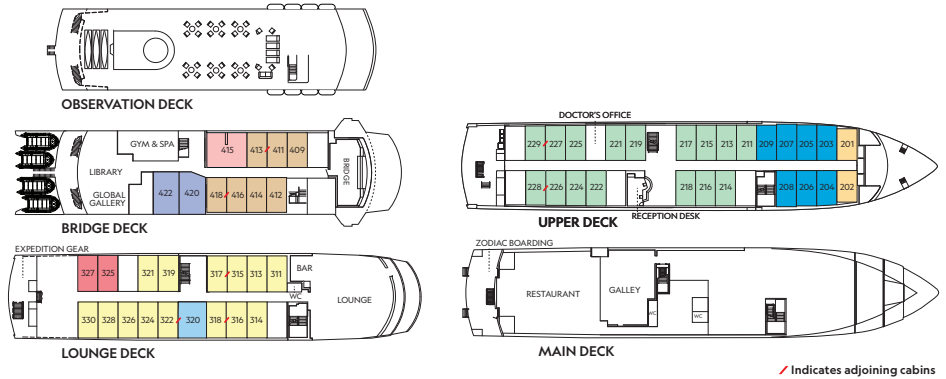 OBSERVATION DECK
GYM & SPA
415
413
411
409
LIBRARY
BRIDGE
GLOBAL
GALLERY
422
420
418
416
414
412
BRIDGE DECK
EXPEDITION GEAR
327
325
321
319
317
315
313
311
BAR
WC
LOUNGE
330
328
326
324
322
320
318
316
314
LOUNGE DECK
DOCTOR'S OFFICE
229
227
225
221
219
217
215
213
211
209
207
205
203
201
228
226
224
222
218
216
214
208
206
204
202
UPPER DECK
RECEPTION DESK
ZODIAC BOARDING
RESTAURANT
GALLEY
WC
WC
MAIN DECK
Indicates adjoining cabins